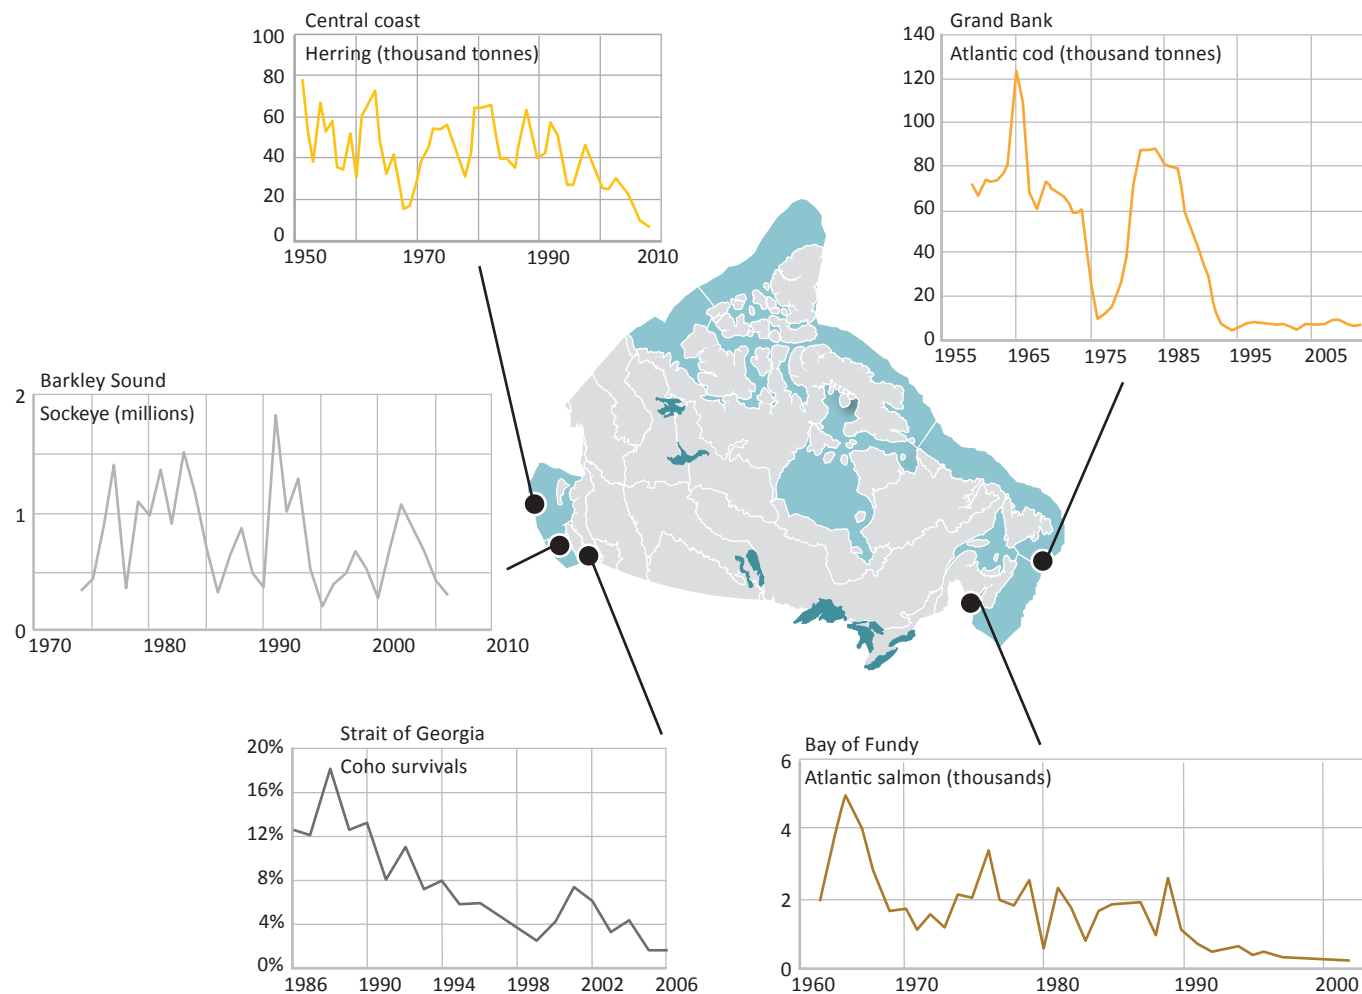 Central coast
Herring (thousand tonnes)
100
80
60
40
20
0
1950 1970 1990 2010
Grand Bank
Atlantic cod (thousand tonnes)
140
120
100
80
60
40
20
0
1955 1965 1975 1985 1995 2005
Barkley Sound
Sockeye (millions)
2
1
0
1970 1980 1990 2000 2010
Strait of Georgia
Coho survivals
20%
16%
12%
8%
4%
0%
1986 1990 1994 1998 2002 2006
Bay of Fundy
Atlantic salmon (thousands)
6
4
2
0
1960 1970 1980 1990 2000